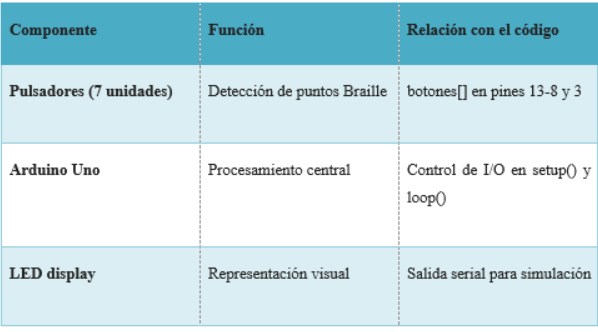 Componente
Función
Relación con el código
Pulsadores (7 unidades)
Detección de puntos Braille
botones[] en pines 13-8 y 3
Arduino Uno
Procesamiento central
Control de I/O en setup() y
loop()
LED display
Representación visual
Salida serial para simulación